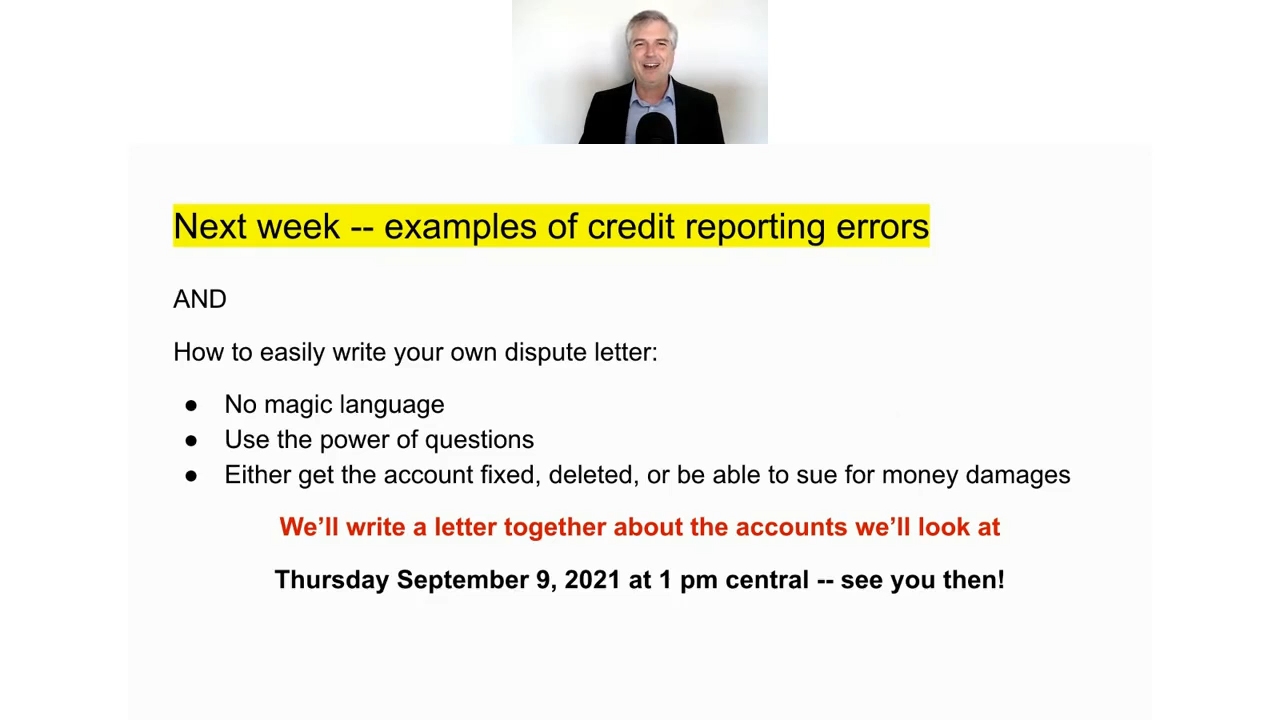 Next week -- examples of credit reporting errors
AND
How to easily write your own dispute letter:
● No magic language
● Use the power of questions
● Either get the account fixed, deleted, or be able to sue for money damages
We’ll write a letter together about the accounts we’ll look at
Thursday September 9, 2021 at 1 pm central -- see you then!